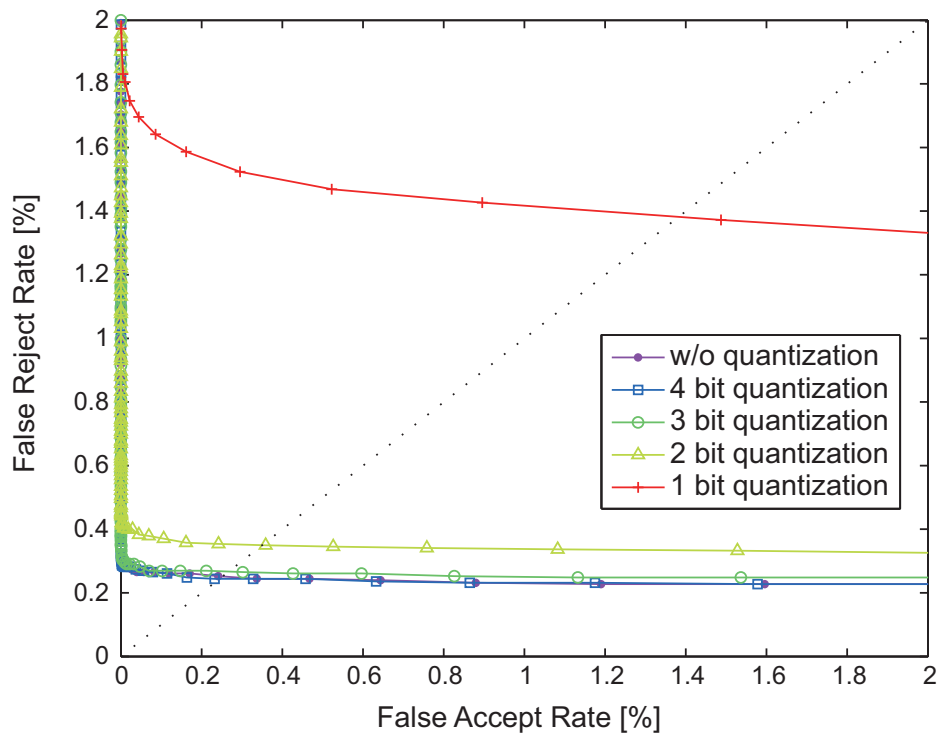 2
1.8
1.6
1.4
1.2
1
0.8
0.6
0.4
0.2
0
False Reject Rate [%]
w/o quantization
4 bit quantization
3 bit quantization
2 bit quantization
1 bit quantization
0 0.2 0.4 0.6 0.8 1 1.2 1.4 1.6 1.8 2
False Accept Rate [%]